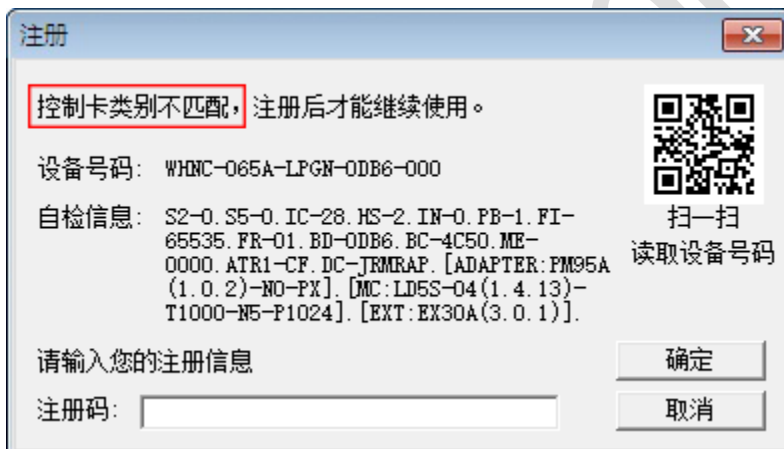 注册
控制卡类别不匹配，注册后才能继续使用。
设备号码： WHNC-065A-LPGN-0DB6-000
自检信息： S2-0.S5-0.IC-28.HS-2.IN-0.PB-1.FI-
65535.FR-01.BD-0DB6.BC-4C50.ME-
0000.ATR1-CF.DC-JRMRAP.[ADAPTER:PM95A
(1.0.2)-NO-PX].[MC:LD5S-04(1.4.13)-
T1000-N5-P1024].[EXT:EX30A(3.0.1)].
扫一扫
读取设备号码
请输入您的注册信息
注册码：
确定
取消